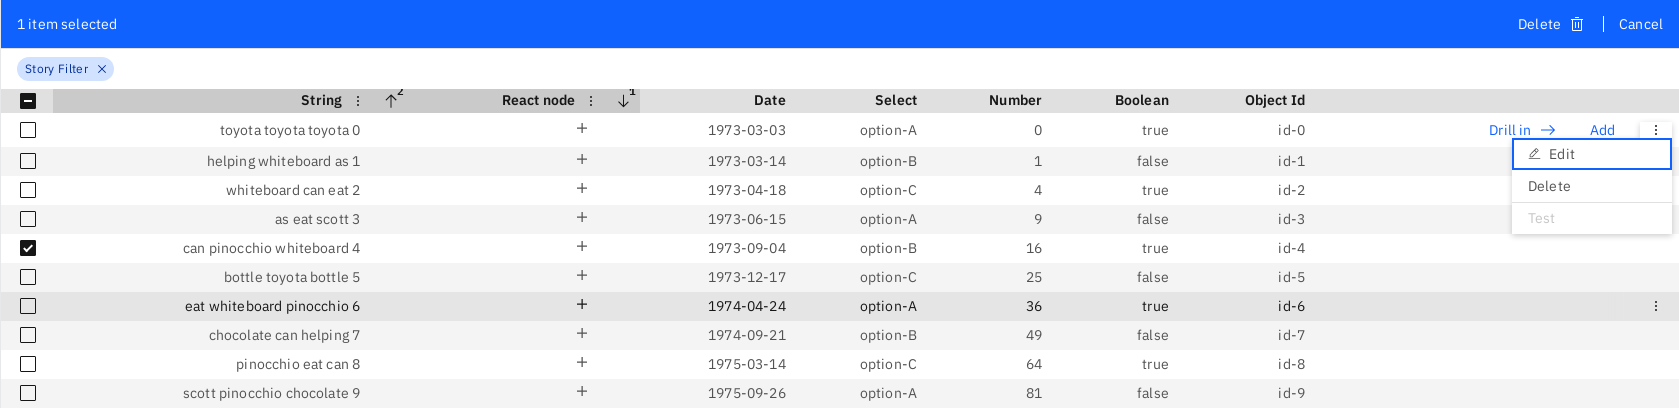 1 item selected Delete Cancel
Story Filter
String 2 React node 1 Date Select Number Boolean Object Id
toyota toyota toyota 0 1973-03-03 option-A 0 true id-0 Drill in Add
helping whiteboard as 1 1973-03-14 option-B 1 false id-1 Edit
whiteboard can eat 2 1973-04-18 option-C 4 true id-2 Delete
as eat scott 3 1973-06-15 option-A 9 false id-3 Test
can pinocchio whiteboard 4 1973-09-04 option-B 16 true id-4
bottle toyota bottle 5 1973-12-17 option-C 25 false id-5
eat whiteboard pinocchio 6 1974-04-24 option-A 36 true id-6
chocolate can helping 7 1974-09-21 option-B 49 false id-7
pinocchio eat can 8 1975-03-14 option-C 64 true id-8
scott pinocchio chocolate 9 1975-09-26 option-A 81 false id-9